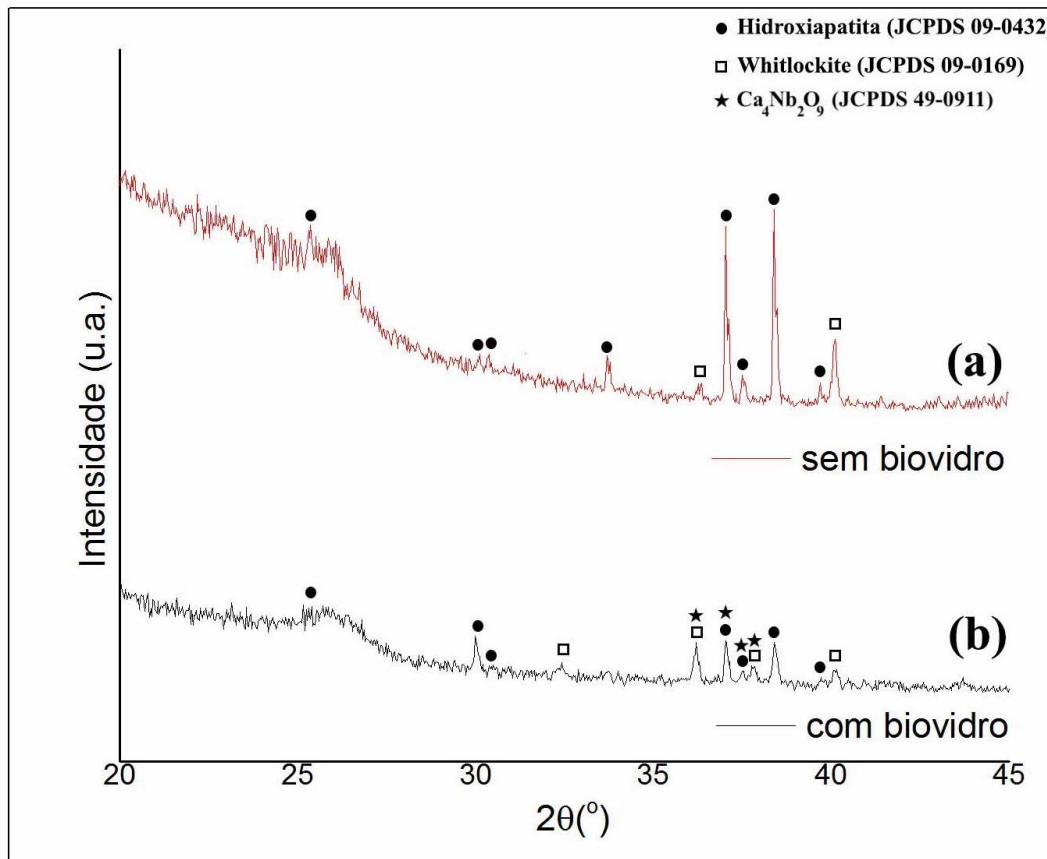 ● Hidroxiapatita (JCPDS 09-0432
□ Whitlockite (JCPDS 09-0169)
★ Ca₄Nb₂O₉ (JCPDS 49-0911)
Intensidade (u.a.)
(a)
sem biovidro
(b)
com biovidro
20 25 30 35 40 45
2θ(°)